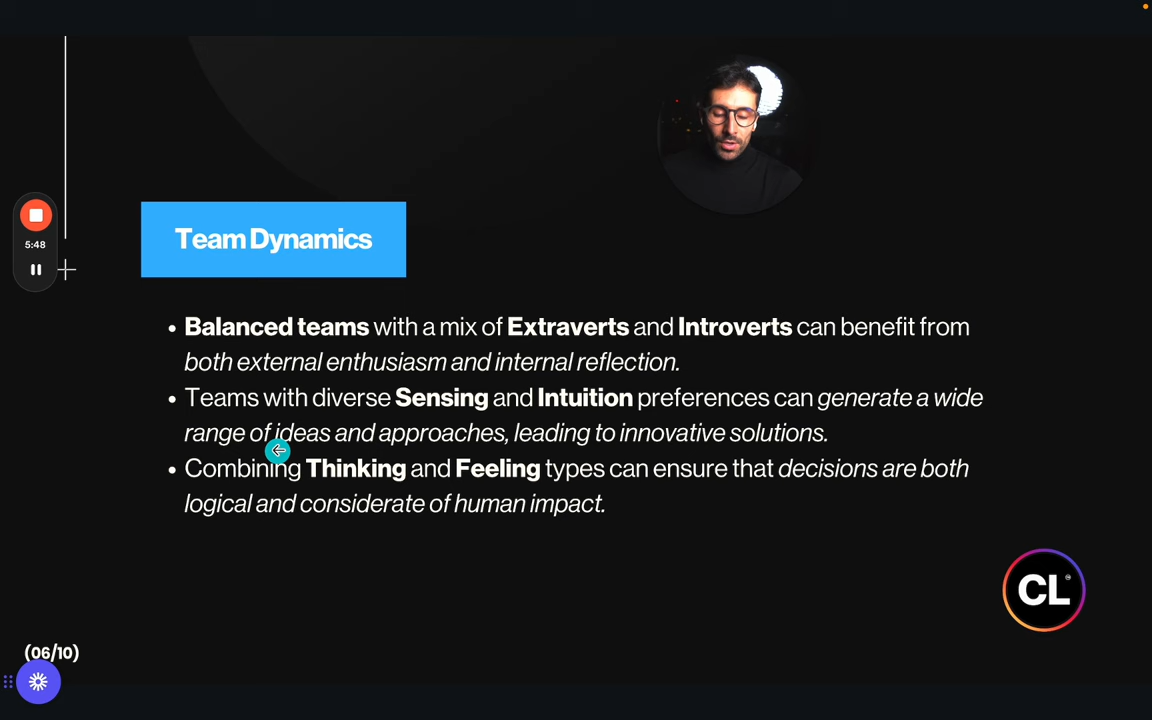 5:48
Team Dynamics
• Balanced teams with a mix of Extraverts and Introverts can benefit from
both external enthusiasm and internal reflection.
• Teams with diverse Sensing and Intuition preferences can generate a wide
range of ideas and approaches, leading to innovative solutions.
• Combining Thinking and Feeling types can ensure that decisions are both
logical and considerate of human impact.
CL
(06/10)